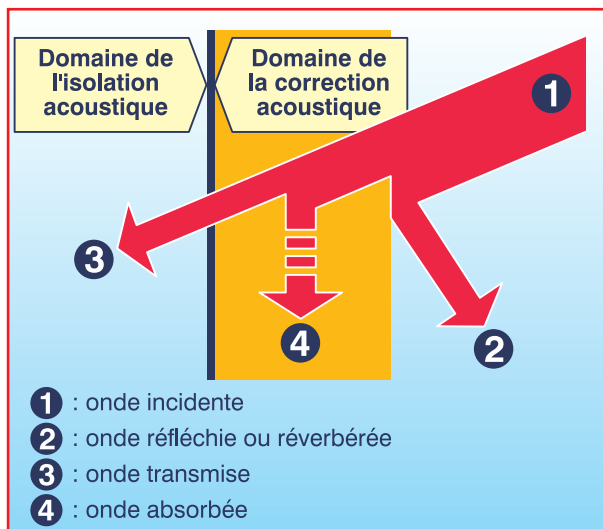 Domaine de
l'isolation
acoustique
Domaine de
la correction
acoustique
1
3
4
2
1 : onde incidente
2 : onde réfléchie ou réverbérée
3 : onde transmise
4 : onde absorbée